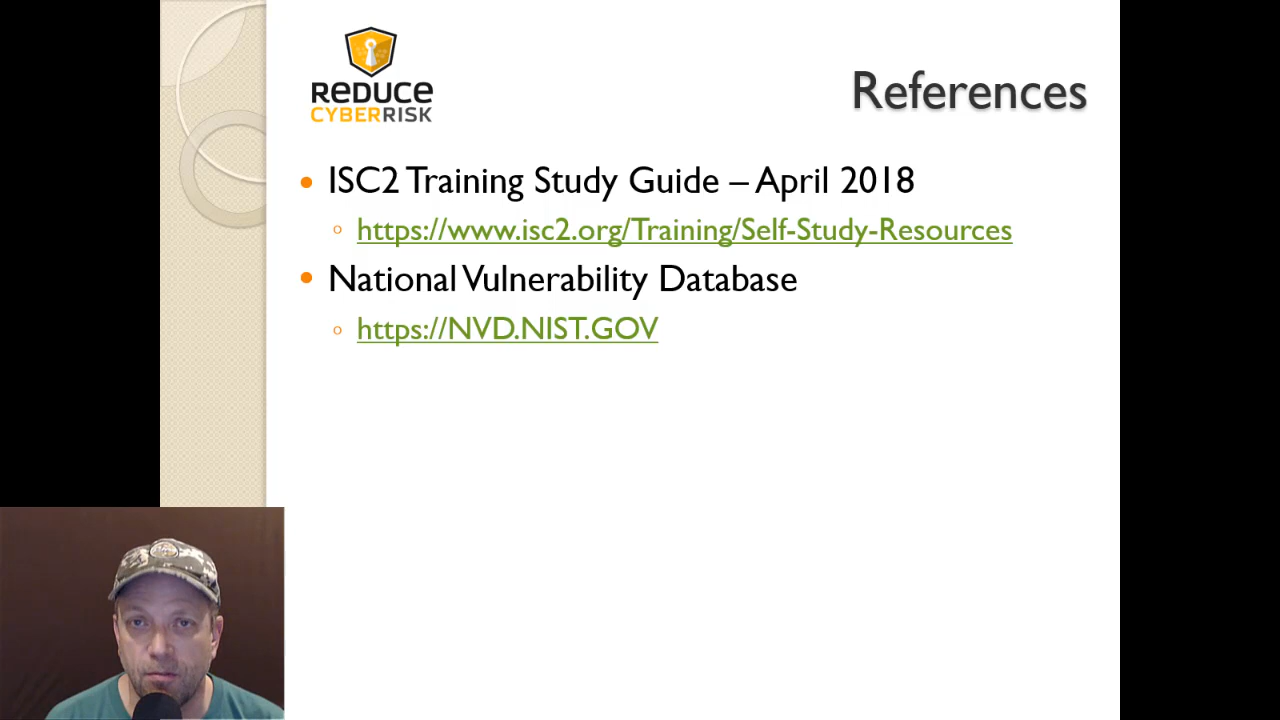 REDUCE
CYBERRISK
References
ISC2 Training Study Guide – April 2018
https://www.isc2.org/Training/Self-Study-Resources
National Vulnerability Database
https://NVD.NIST.GOV